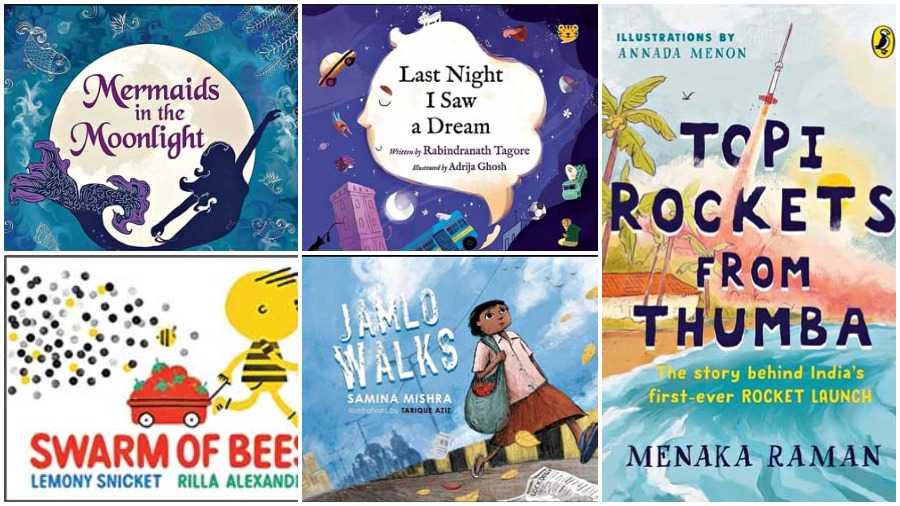 Mermaids
in the
Moonlight
Last Night
I Saw
a Dream
Written by Rabindranath Tagore
Illustrated by Adrija Ghosh
ILLUSTRATIONS BY
ANNADA MENON
TOPI
ROCKETS
FROM
THUMBA
The story behind India's
first-ever ROCKET LAUNCH
MENAKA RAMAN
SWARM OF BEES
LEMONY SNICKET RILLA ALEXAND
JAMLO
WALKS
SAMINA MISHRA
Illustrations by TARIQUE AZIZ